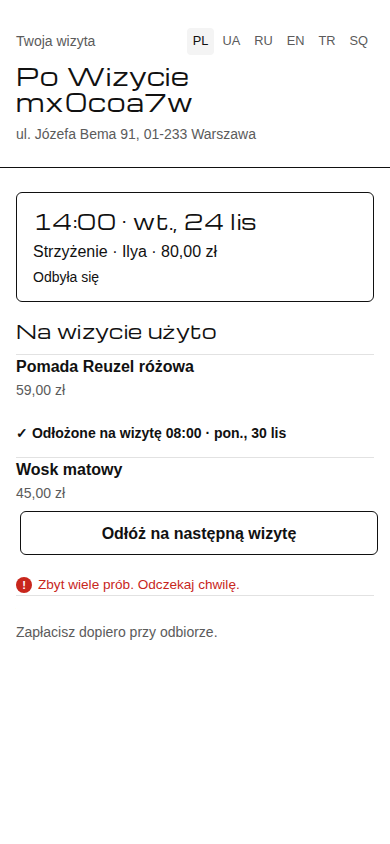 Twoja wizyta
PL UA RU EN TR SQ
Po Wizycie
mx0coa7w
ul. Józefa Bema 91, 01-233 Warszawa
14:00 · wt., 24 lis
Strzyżenie · Ilya · 80,00 zł
Odbyła się
Na wizycie użyto
Pomada Reuzel różowa
59,00 zł
✓ Odłożone na wizytę 08:00 · pon., 30 lis
Wosk matowy
45,00 zł
Odłóż na następną wizytę
! Zbyt wiele prób. Odczekaj chwilę.
Zapłacisz dopiero przy odbiorze.